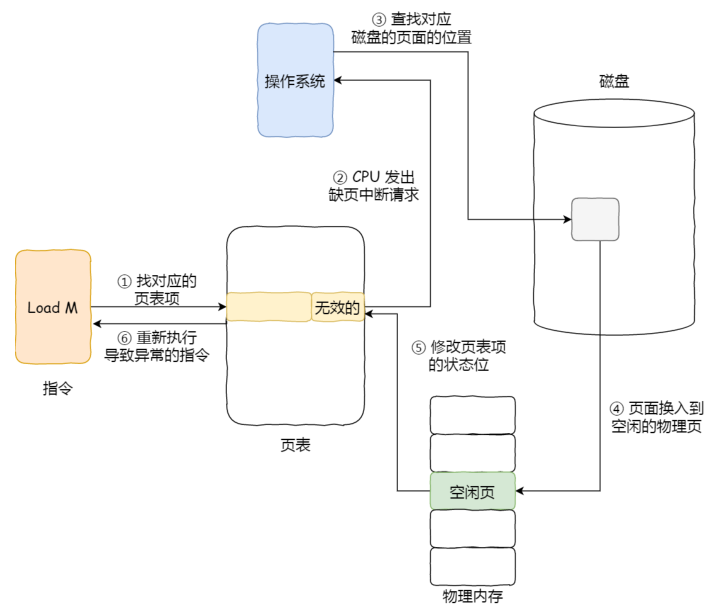 ③ 查找对应
磁盘的页面的位置
操作系统
磁盘
② CPU 发出
缺页中断请求
① 找对应的
页表项
Load M
无效的
⑥ 重新执行
导致异常的指令
⑤ 修改页表项
的状态位
指令
④ 页面换入到
空闲的物理页
页表
空闲页
物理内存